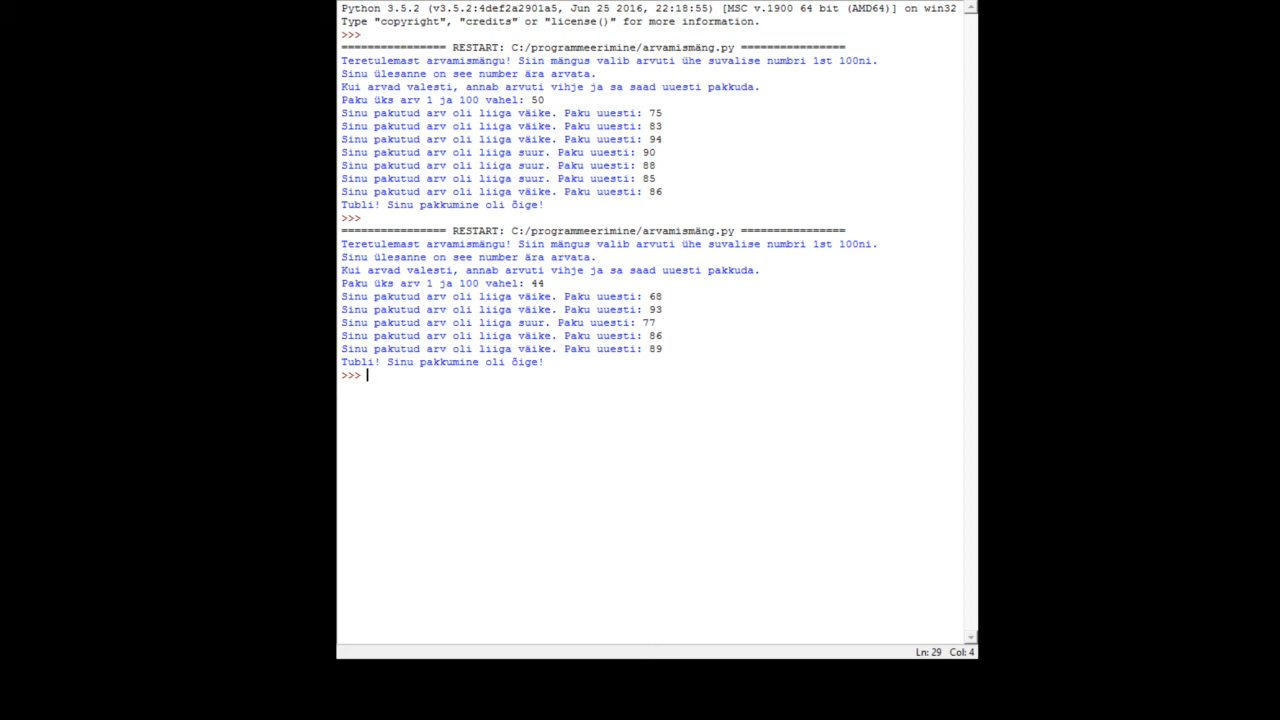 Python 3.5.2 (v3.5.2:4def2a2901a5, Jun 25 2016, 22:18:55) [MSC v.1900 64 bit (AMD64)] on win32
Type "copyright", "credits" or "license()" for more information.
>>>
================ RESTART: C:/programmeerimine/arvamismäng.py ================
Teretulemast arvamismängu! Siin mängus valib arvuti ühe suvalise numbri 1st 100ni.
Sinu ülesanne on see number ära arvata.
Kui arvad valesti, annab arvuti vihje ja sa saad uuesti pakkuda.
Paku üks arv 1 ja 100 vahel: 50
Sinu pakutud arv oli liiga väike. Paku uuesti: 75
Sinu pakutud arv oli liiga väike. Paku uuesti: 83
Sinu pakutud arv oli liiga väike. Paku uuesti: 94
Sinu pakutud arv oli liiga suur. Paku uuesti: 90
Sinu pakutud arv oli liiga suur. Paku uuesti: 88
Sinu pakutud arv oli liiga suur. Paku uuesti: 85
Sinu pakutud arv oli liiga väike. Paku uuesti: 86
Tubli! Sinu pakkumine oli õige!
>>>
================ RESTART: C:/programmeerimine/arvamismäng.py ================
Teretulemast arvamismängu! Siin mängus valib arvuti ühe suvalise numbri 1st 100ni.
Sinu ülesanne on see number ära arvata.
Kui arvad valesti, annab arvuti vihje ja sa saad uuesti pakkuda.
Paku üks arv 1 ja 100 vahel: 44
Sinu pakutud arv oli liiga väike. Paku uuesti: 68
Sinu pakutud arv oli liiga väike. Paku uuesti: 93
Sinu pakutud arv oli liiga suur. Paku uuesti: 77
Sinu pakutud arv oli liiga väike. Paku uuesti: 86
Sinu pakutud arv oli liiga väike. Paku uuesti: 89
Tubli! Sinu pakkumine oli õige!
>>>
Ln: 29 Col: 4